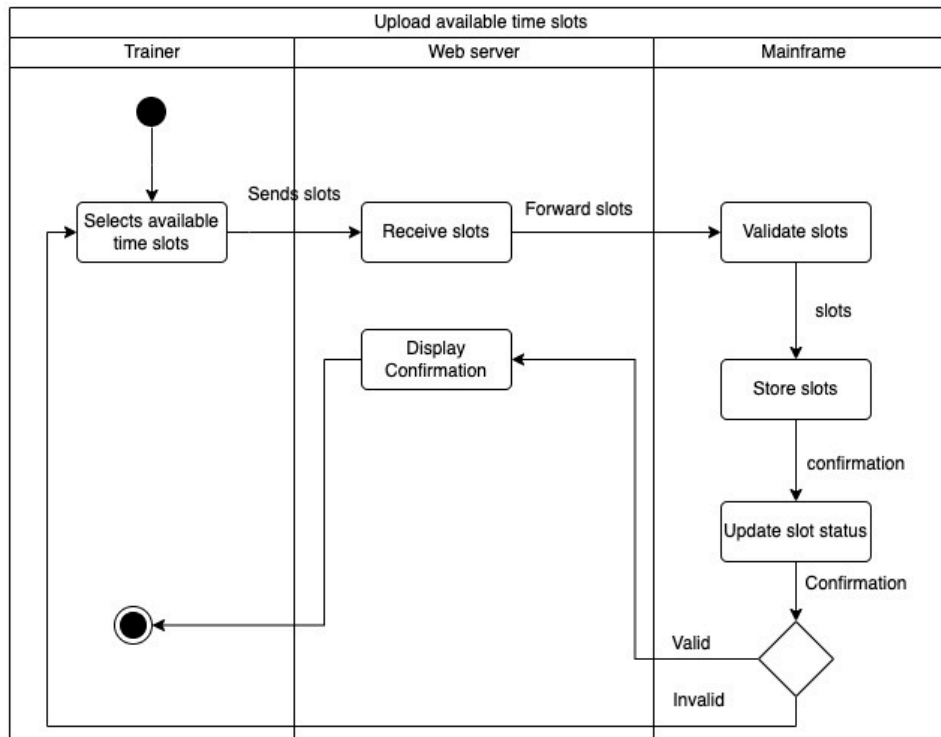 Upload available time slots
Trainer
Web server
Mainframe
Sends slots
Forward slots
Selects available
time slots
Receive slots
Validate slots
slots
Display
Confirmation
Store slots
confirmation
Update slot status
Confirmation
Valid
Invalid